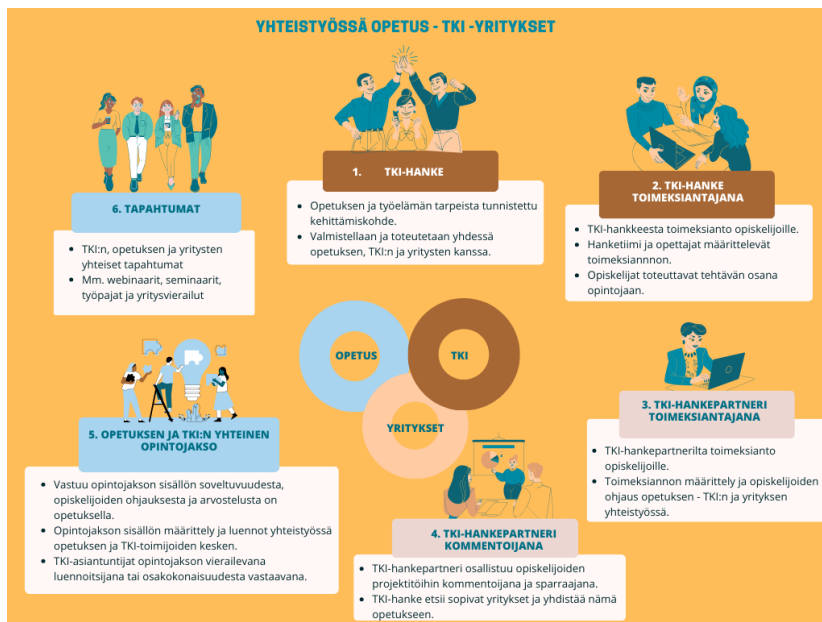 YHTEISTYÖSSÄ OPETUS - TKI -YRITYKSET
1. TKI-HANKE
Opetuksen ja työelämän tarpeista tunnistettu
kehittämiskohde.
Valmistellaan ja toteutetaan yhdessä
opetuksen, TKI:n ja yritysten kanssa.
2. TKI-HANKE
TOIMEKSIANTAJANA
TKI-hankkeesta toimeksianto opiskelijoille.
Hanketiimi ja opettajat määrittelevät
toimeksiannnon.
Opiskelijat toteuttavat tehtävän osana
opintojaan.
3. TKI-HANKEPARTNERI
TOIMEKSIANTAJANA
TKI-hankepartnerilta toimeksianto
opiskelijoille.
Toimeksiannon määrittely ja opiskelijoiden
ohjaus opetuksen - TKI:n ja yrityksen
yhteistyössä.
4. TKI-HANKEPARTNERI
KOMMENTOIJANA
TKI-hankepartneri osallistuu opiskelijoiden
projektitöihin kommentoijana ja sparraajana.
TKI-hanke etsii sopivat yritykset ja yhdistää nämä
opetukseen.
5. OPETUKSEN JA TKI:N YHTEINEN
OPINTOJAKSO
Vastuu opintojakson sisällön soveltuvuudesta,
opiskelijoiden ohjauksesta ja arvostelusta on
opetuksella.
Opintojakson sisällön määrittely ja luennot yhteistyössä
opetuksen ja TKI-toimijoiden kesken.
TKI-asiantuntijat opintojakson vierailevana
luennoitsijana tai osakokonaisuudesta vastaavana.
6. TAPAHTUMAT
TKI:n, opetuksen ja yritysten
yhteiset tapahtumat
Mm. webinaarit, seminaarit,
työpajat ja yritysvierailut
OPETUS
TKI
YRITYKSET